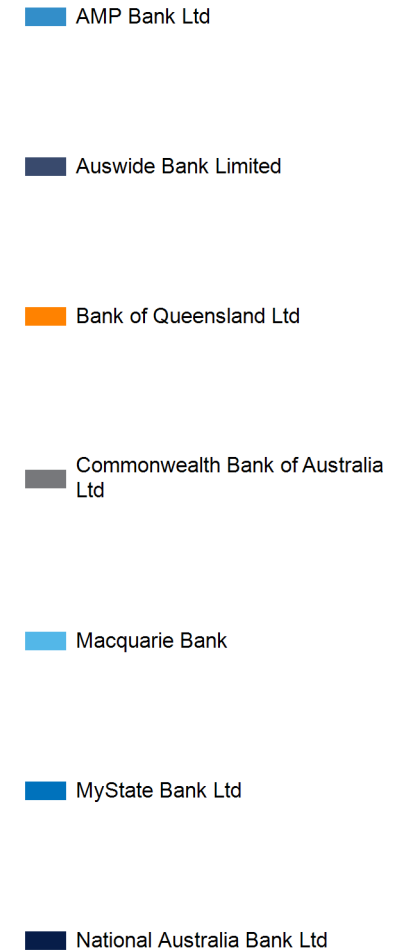 AMP Bank Ltd
Auswide Bank Limited
Bank of Queensland Ltd
Commonwealth Bank of Australia
Ltd
Macquarie Bank
MyState Bank Ltd
National Australia Bank Ltd